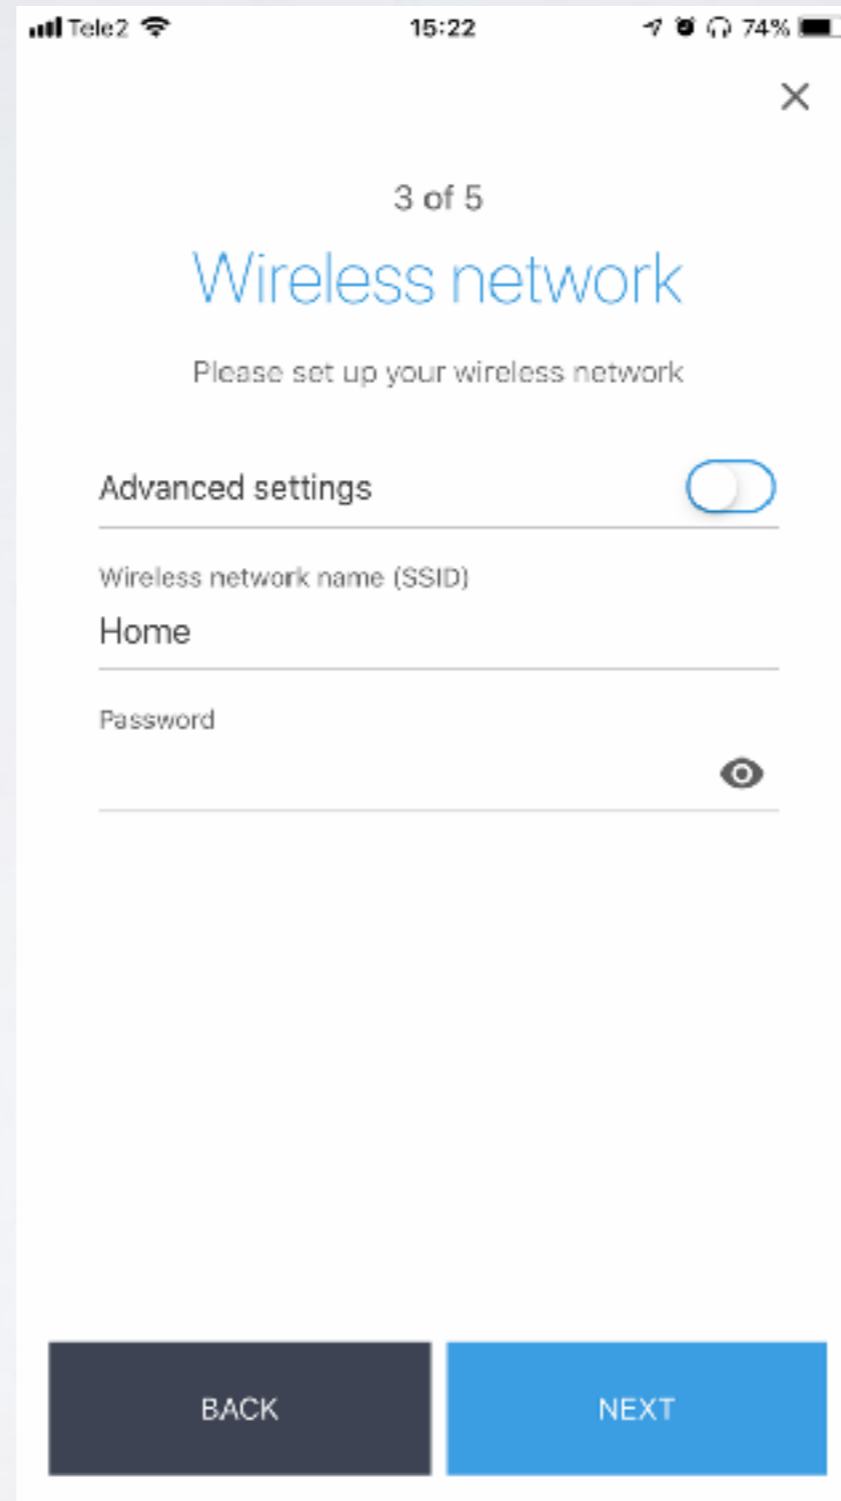 Tele2 15:22 74%
3 of 5
Wireless network
Please set up your wireless network
Advanced settings
Wireless network name (SSID)
Home
Password
BACK NEXT